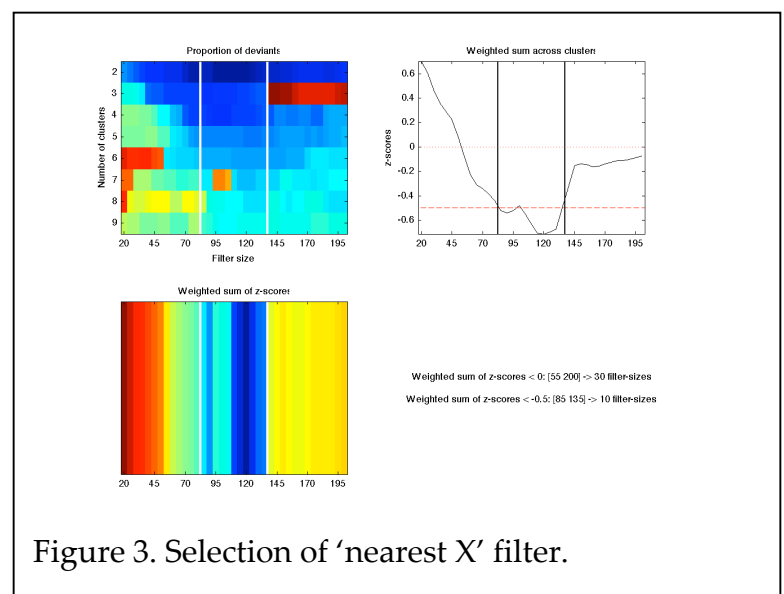 Proportion of deviants
2
3
4
5
6
7
8
9
Number of clusters
20 45 70 95 120 145 170 195
Filter size
Weighted sum across clusters
0.6
0.4
0.2
0
-0.2
-0.4
-0.6
z-scores
20 45 70 95 120 145 170 195
Weighted sum of z-scores
20 45 70 95 120 145 170 195
Weighted sum of z-scores < 0: [55 200] -> 30 filter-sizes
Weighted sum of z-scores < -0.5: [85 135] -> 10 filter-sizes
Figure 3. Selection of ‘nearest X’ filter.